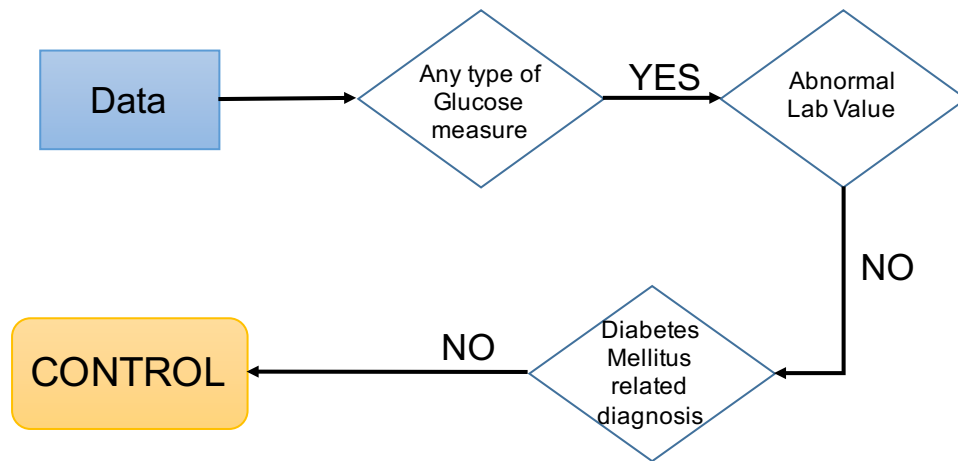 Data
Any type of
Glucose
measure
YES
Abnormal
Lab Value
NO
Diabetes
Mellitus
related
diagnosis
NO
CONTROL